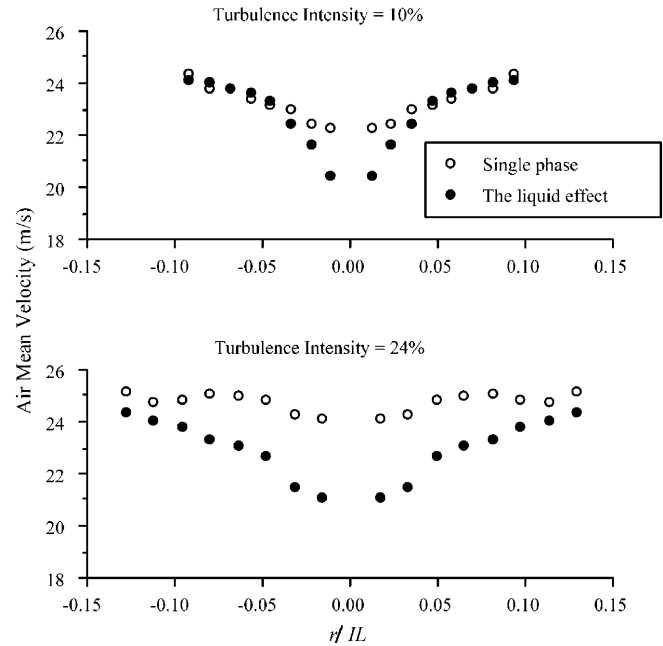 Turbulence Intensity = 10%
26
24
22
20
18
-0.15 -0.10 -0.05 0.00 0.05 0.10 0.15
Single phase
The liquid effect
Air Mean Velocity (m/s)
Turbulence Intensity = 24%
26
24
22
20
18
-0.15 -0.10 -0.05 0.00 0.05 0.10 0.15
r/ IL